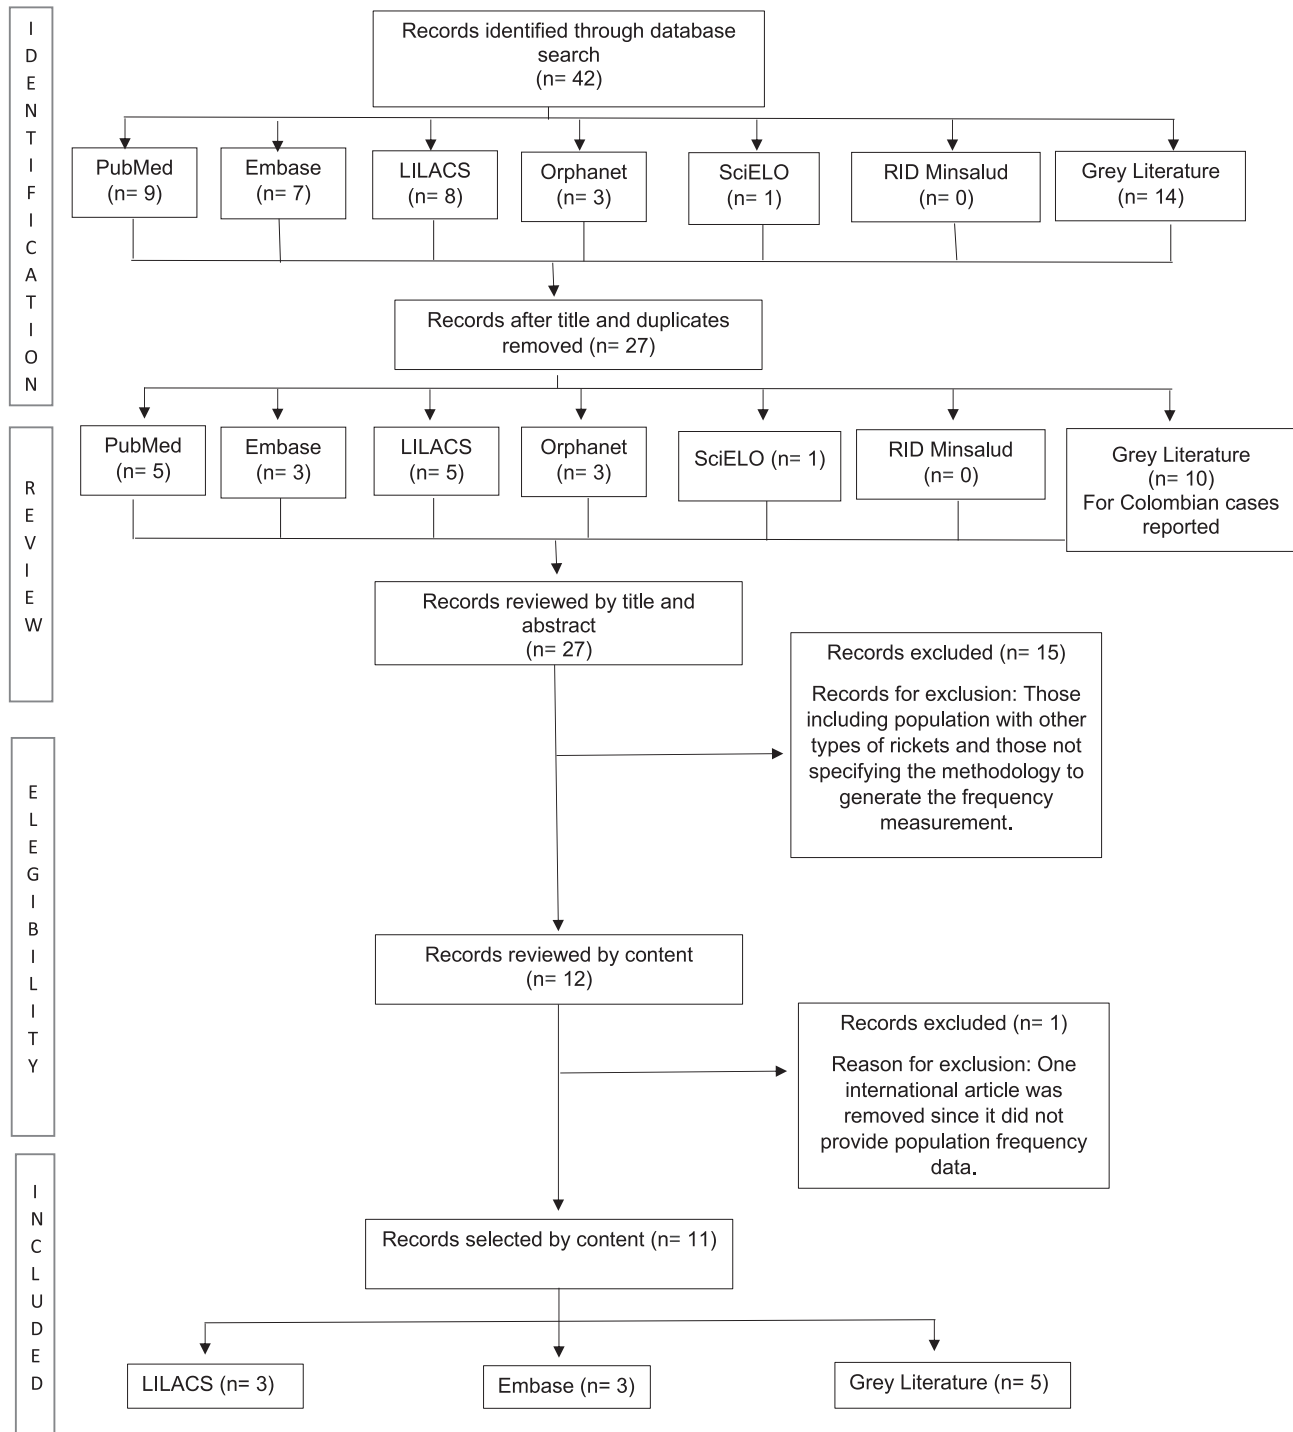 IDENTIFICATION
Records identified through database
search
(n= 42)
PubMed
(n= 9)
Embase
(n= 7)
LILACS
(n= 8)
Orphanet
(n= 3)
SciELO
(n= 1)
RID Minsalud
(n= 0)
Grey Literature
(n= 14)
Records after title and duplicates
removed (n= 27)
REVIEW
PubMed
(n= 5)
Embase
(n= 3)
LILACS
(n= 5)
Orphanet
(n= 3)
SciELO (n= 1)
RID Minsalud
(n= 0)
Grey Literature
(n= 10)
For Colombian cases
reported
Records reviewed by title and
abstract
(n= 27)
Records excluded (n= 15)
Records for exclusion: Those
including population with other
types of rickets and those not
specifying the methodology to
generate the frequency
measurement.
ELEGIBILITY
Records reviewed by content
(n= 12)
Records excluded (n= 1)
Reason for exclusion: One
international article was
removed since it did not
provide population frequency
data.
INCLUDED
Records selected by content (n= 11)
LILACS (n= 3)
Embase (n= 3)
Grey Literature (n= 5)